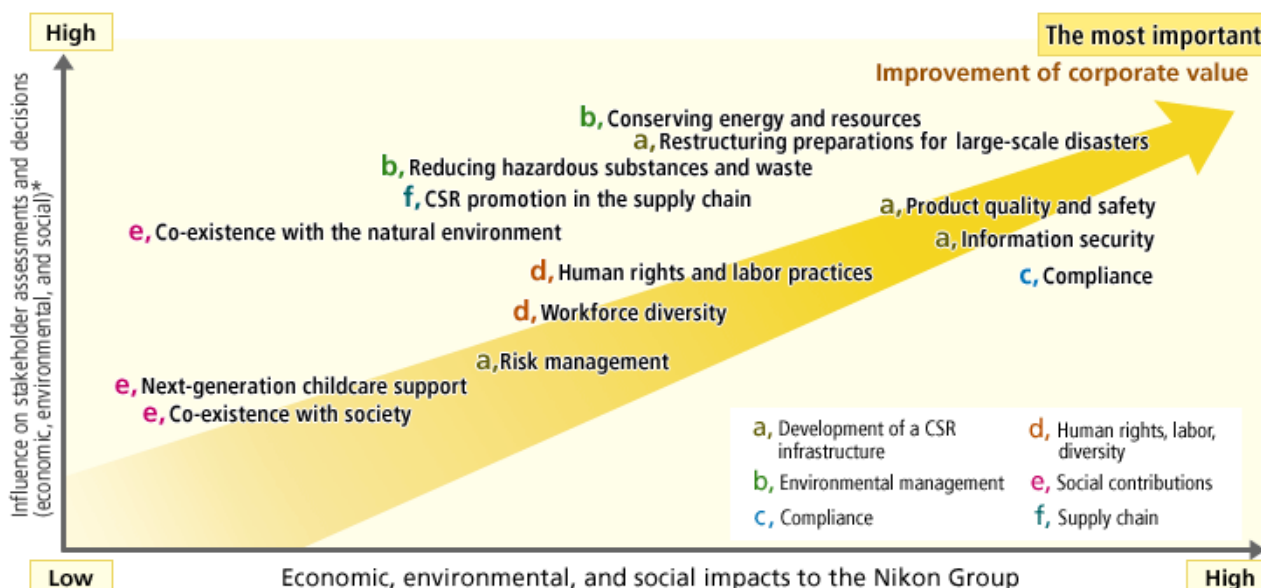 High
The most important
Improvement of corporate value
b, Conserving energy and resources
a, Restructuring preparations for large-scale disasters
b, Reducing hazardous substances and waste
f, CSR promotion in the supply chain
a, Product quality and safety
e, Co-existence with the natural environment
a, Information security
d, Human rights and labor practices
c, Compliance
d, Workforce diversity
a, Risk management
e, Next-generation childcare support
e, Co-existence with society
Influence on stakeholder assessments and decisions
(economic, environmental, and social)*
a, Development of a CSR
infrastructure
b, Environmental management
c, Compliance
d, Human rights, labor,
diversity
e, Social contributions
f, Supply chain
Low
Economic, environmental, and social impacts to the Nikon Group
High